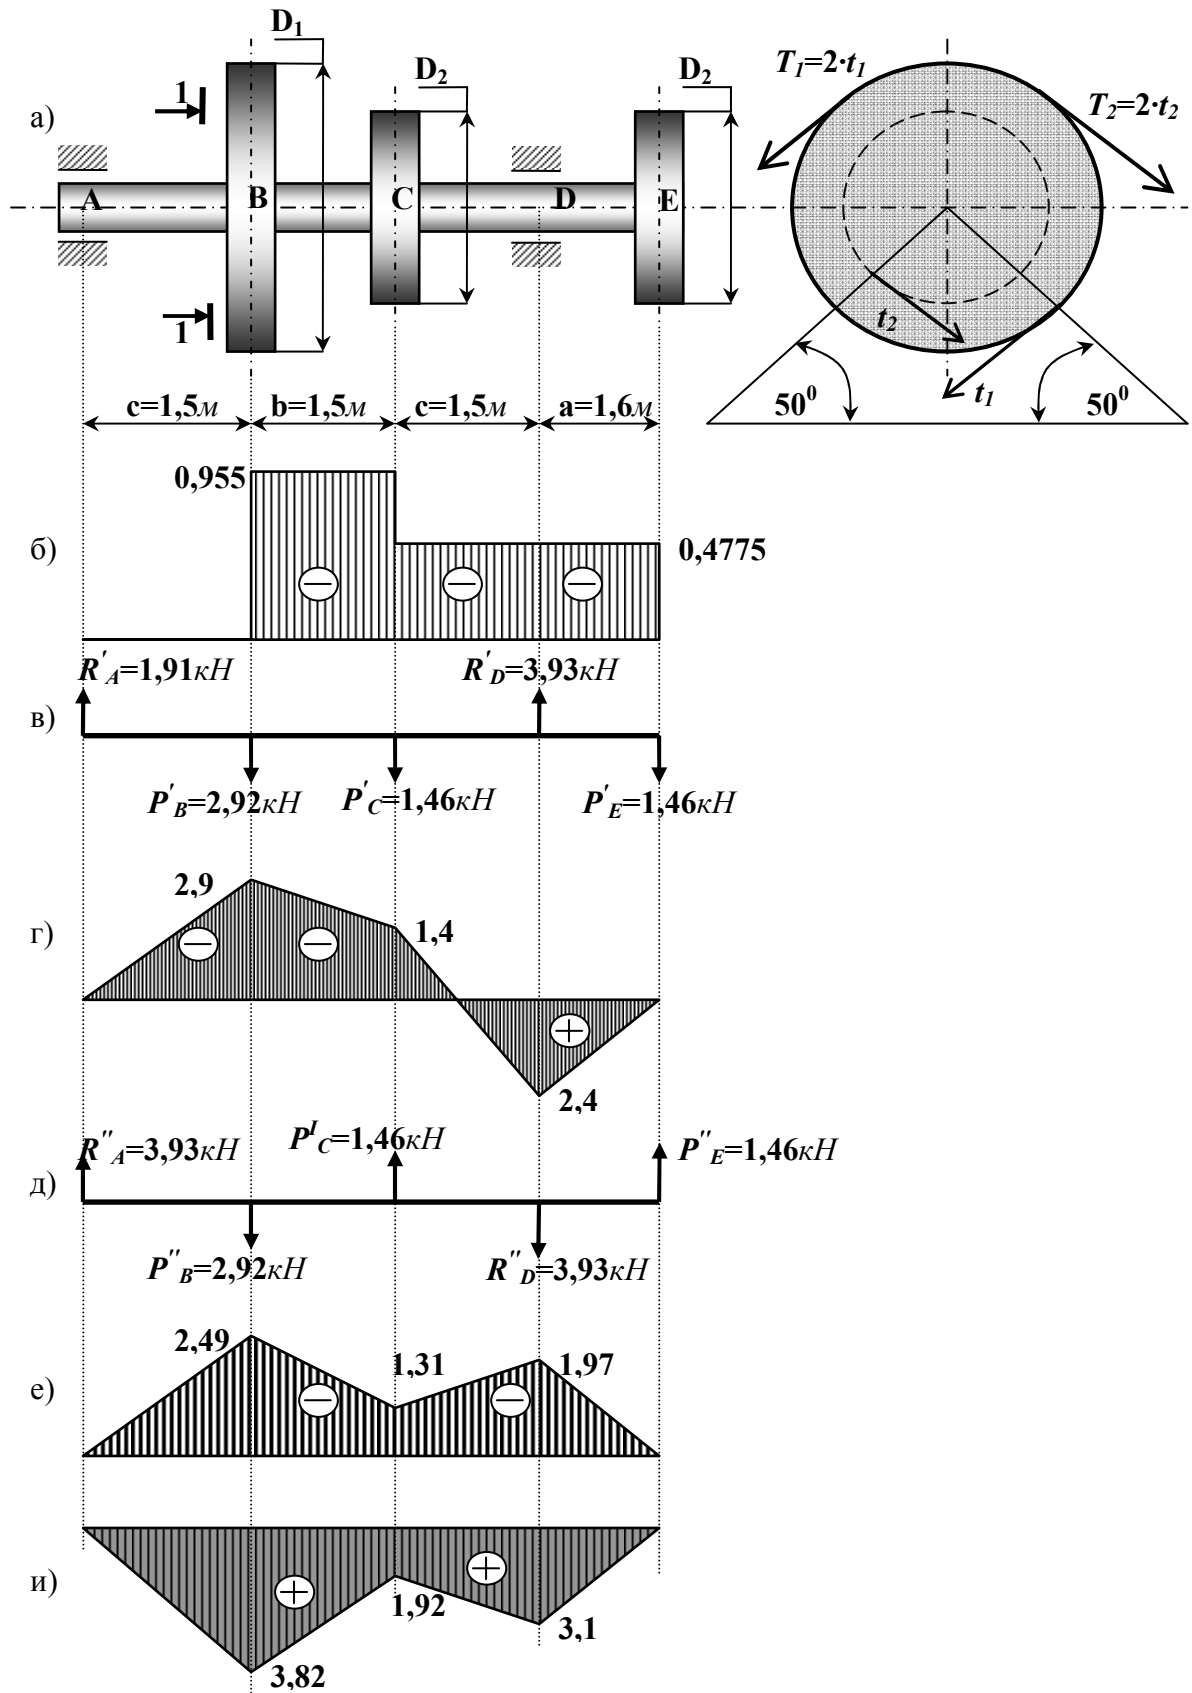 а)
D1
D2
D2
1
1
A
B
C
D
E
T1=2·t1
T2=2·t2
t2
t1
50⁰
50⁰
c=1,5м
b=1,5м
c=1,5м
a=1,6м
б)
0,955
0,4775
в)
R'A=1,91кН
R'D=3,93кН
P'B=2,92кН
P'C=1,46кН
P'E=1,46кН
г)
2,9
1,4
2,4
д)
R''A=3,93кН
PIC=1,46кН
P''E=1,46кН
P''B=2,92кН
R''D=3,93кН
е)
2,49
1,31
1,97
и)
3,82
1,92
3,1